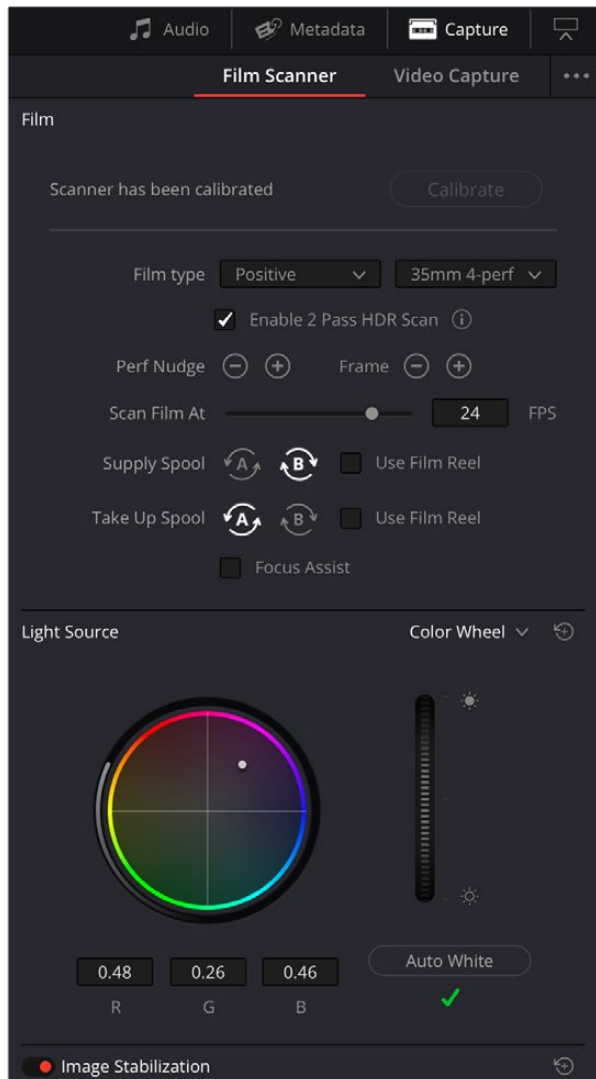 Audio Metadata Capture
Film Scanner Video Capture
Film
Scanner has been calibrated Calibrate
Film type Positive 35mm 4-perf
Enable 2 Pass HDR Scan
Perf Nudge Frame
Scan Film At 24 FPS
Supply Spool A B Use Film Reel
Take Up Spool A B Use Film Reel
Focus Assist
Light Source Color Wheel
Auto White
0.48 0.26 0.46
R G B
Image Stabilization